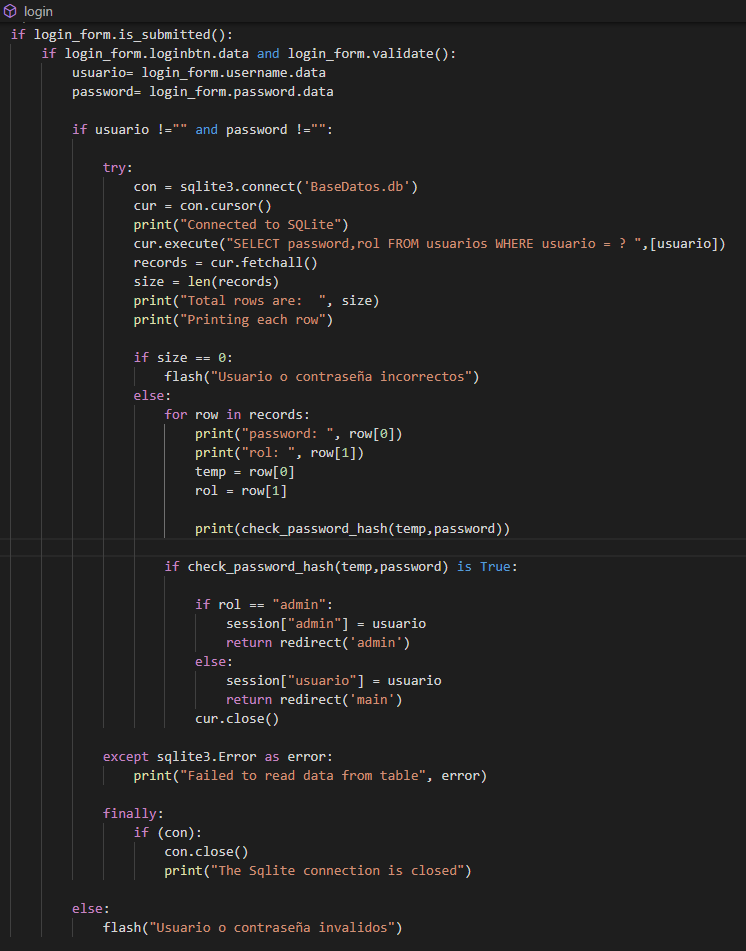 login
if login_form.is_submitted():
    if login_form.loginbtn.data and login_form.validate():
        usuario= login_form.username.data
        password= login_form.password.data
        if usuario !="" and password !="":
            try:
                con = sqlite3.connect('BaseDatos.db')
                cur = con.cursor()
                print("Connected to SQLite")
                cur.execute("SELECT password,rol FROM usuarios WHERE usuario = ? ",[usuario])
                records = cur.fetchall()
                size = len(records)
                print("Total rows are:  ", size)
                print("Printing each row")
                if size == 0:
                    flash("Usuario o contraseña incorrectos")
                else:
                    for row in records:
                        print("password: ", row[0])
                        print("rol: ", row[1])
                        temp = row[0]
                        rol = row[1]
                        print(check_password_hash(temp,password))
                    if check_password_hash(temp,password) is True:
                        if rol == "admin":
                            session["admin"] = usuario
                            return redirect('admin')
                        else:
                            session["usuario"] = usuario
                            return redirect('main')
                        cur.close()
            except sqlite3.Error as error:
                print("Failed to read data from table", error)
            finally:
                if (con):
                    con.close()
                    print("The Sqlite connection is closed")
        else:
            flash("Usuario o contraseña invalidos")